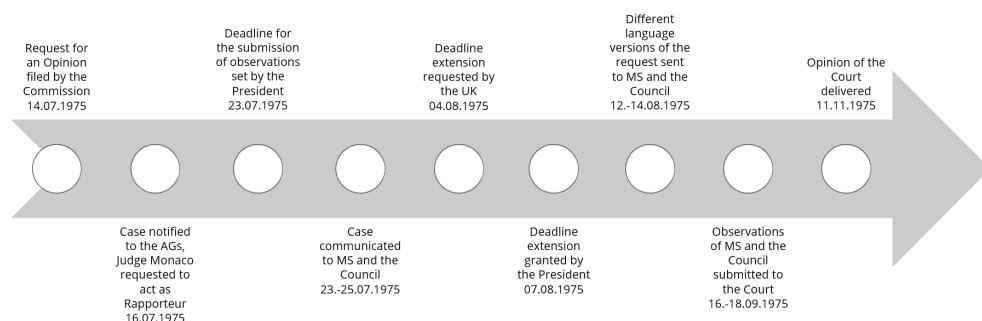 Request for
an Opinion
filed by the
Commission
14.07.1975
Case notified
to the AGs,
Judge Monaco
requested to
act as
Rapporteur
16.07.1975
Deadline for
the submission
of observations
set by the
President
23.07.1975
Case
communicated
to MS and the
Council
23.-25.07.1975
Deadline
extension
requested by
the UK
04.08.1975
Deadline
extension
granted by
the President
07.08.1975
Different
language
versions of the
request sent
to MS and the
Council
12.-14.08.1975
Observations
of MS and the
Council
submitted to
the Court
16.-18.09.1975
Opinion of the
Court
delivered
11.11.1975